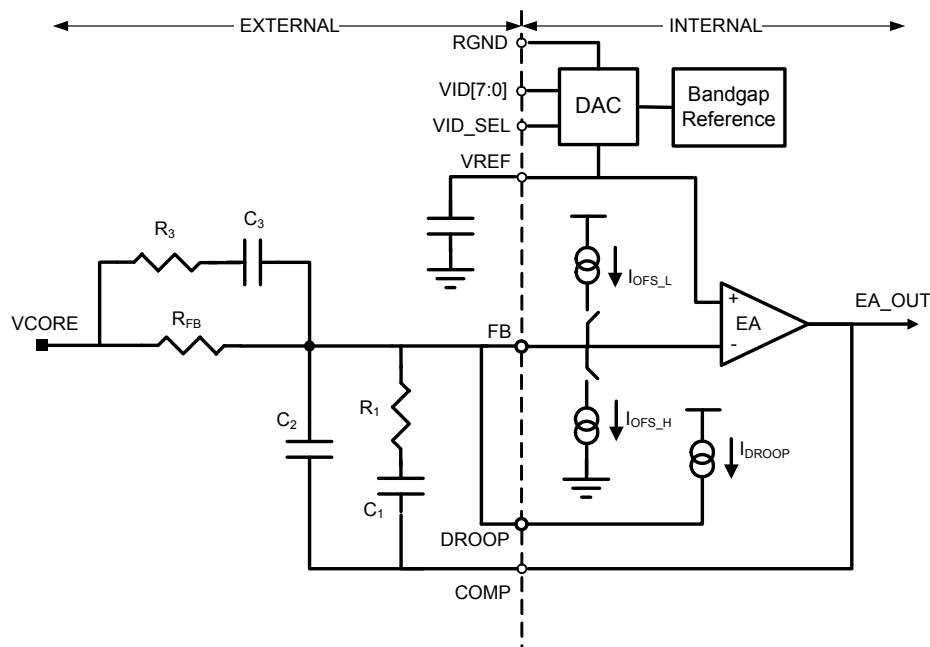 EXTERNAL
INTERNAL
RGND
VID[7:0]
DAC
Bandgap
Reference
VID_SEL
VREF
C3
R3
IOFS_L
EA_OUT
VCORE
RFB
FB
+
EA
-
R1
C2
IOFS_H
IDROOP
C1
DROOP
COMP